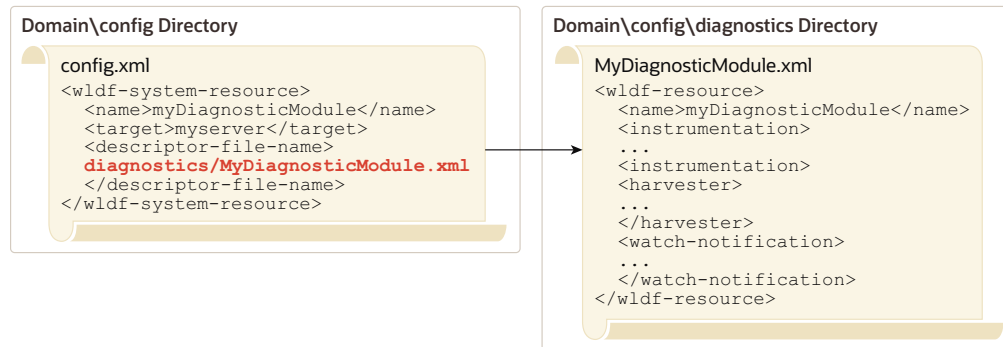 Domain\config Directory
config.xml
<wldf-system-resource>
<name>myDiagnosticModule</name>
<target>myserver</target>
<descriptor-file-name>
diagnostics/MyDiagnosticModule.xml
</descriptor-file-name>
</wldf-system-resource>
Domain\config\diagnostics Directory
MyDiagnosticModule.xml
<wldf-resource>
<name>myDiagnosticModule</name>
<instrumentation>
...
<instrumentation>
<harvester>
...
</harvester>
<watch-notification>
...
</watch-notification>
</wldf-resource>